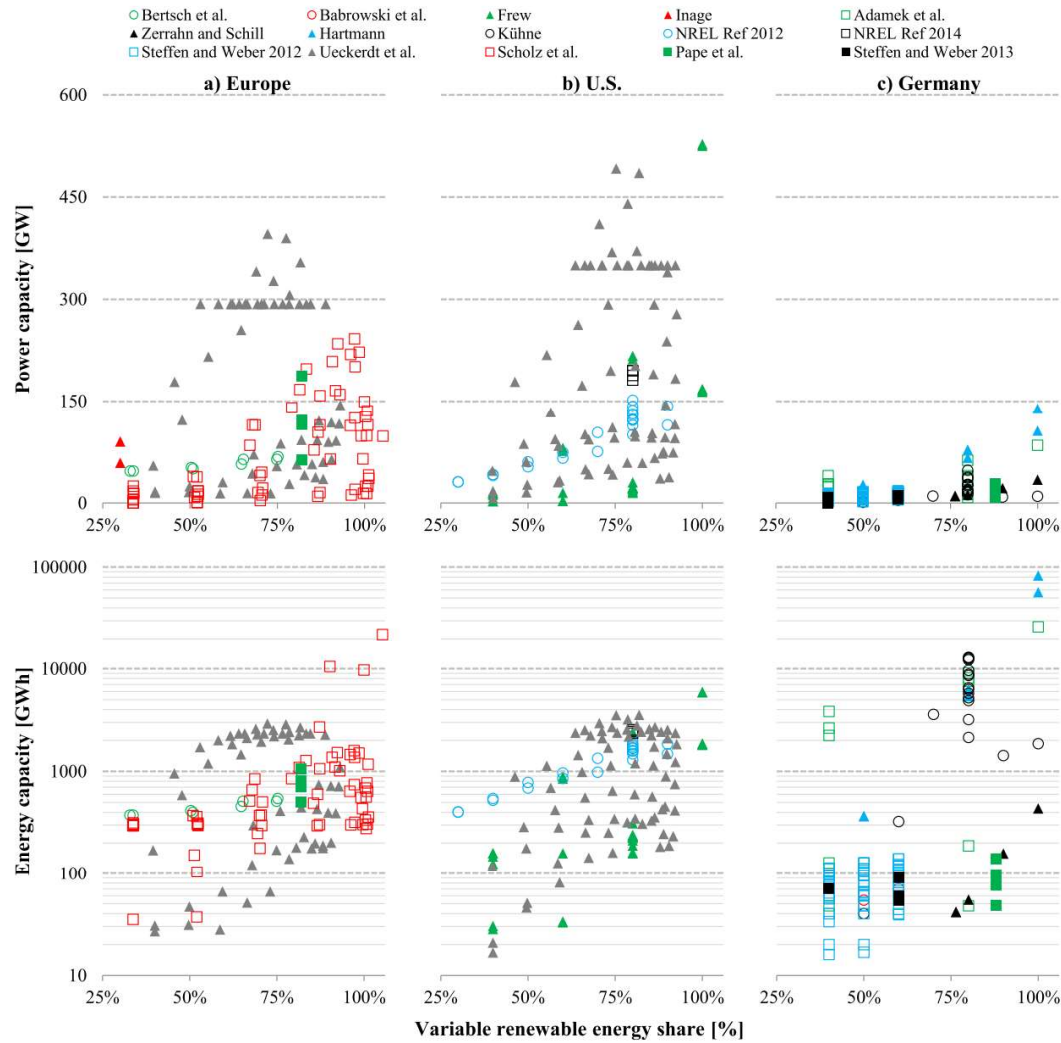 Bertsch et al. Babrowski et al. Frew Inage Adamek et al.
Zerrahn and Schill Hartmann Kühne NREL Ref 2012 NREL Ref 2014
Steffen and Weber 2012 Ueckerdt et al. Scholz et al. Pape et al. Steffen and Weber 2013
a) Europe b) U.S. c) Germany
600
450
300
150
0
25% 50% 75% 100% 25% 50% 75% 100% 25% 50% 75% 100%
Power capacity [GW]
100000
10000
1000
100
10
25% 50% 75% 100% 25% 50% 75% 100% 25% 50% 75% 100%
Energy capacity [GWh]
Variable renewable energy share [%]